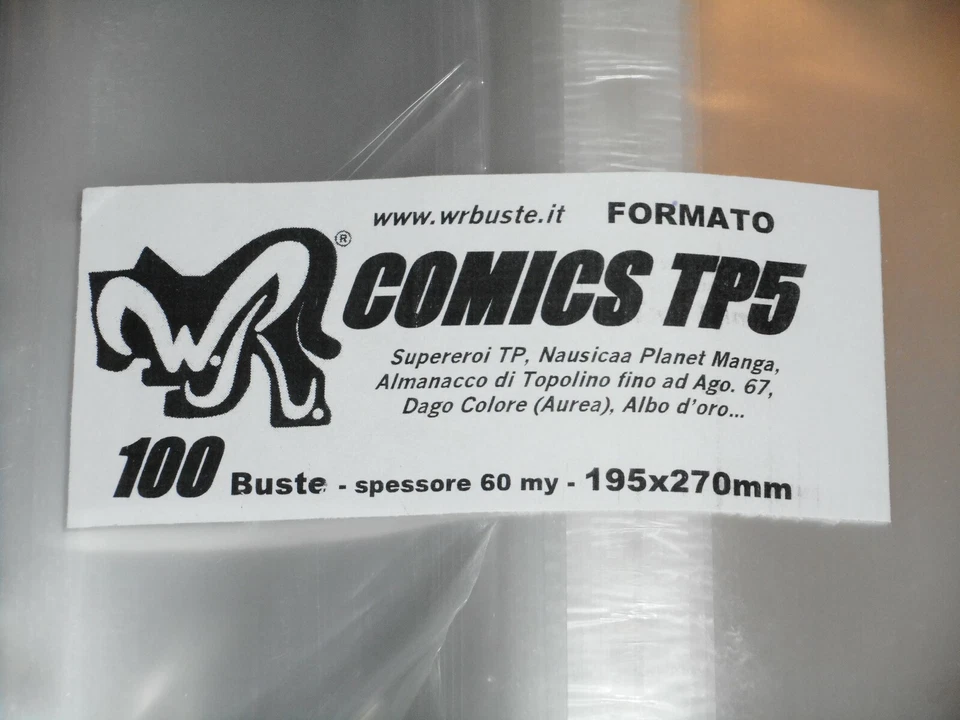 www.wrbuste.it FORMATO
W.R. ®
COMICS TP5
Supereroi TP, Nausicaa Planet Manga,
Almanacco di Topolino fino ad Ago. 67,
Dago Colore (Aurea), Albo d'oro...
100 Buste - spessore 60 my - 195x270mm